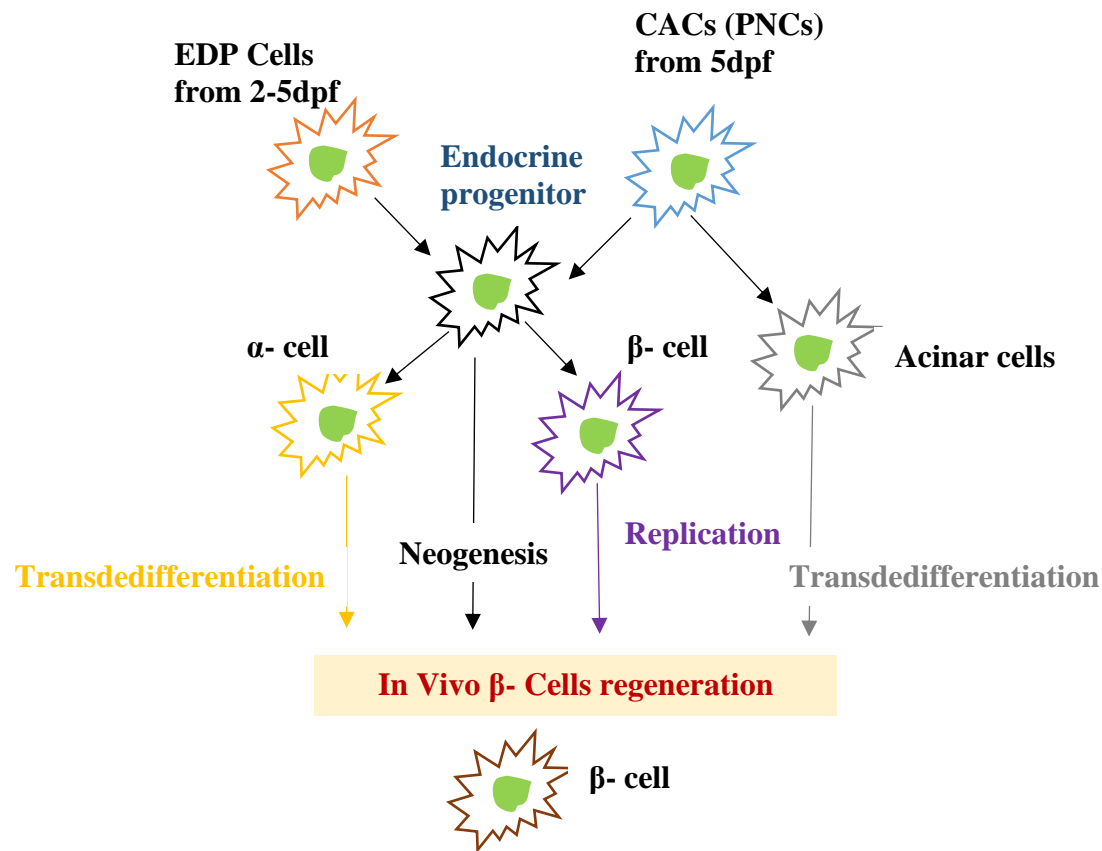 EDP Cells
from 2-5dpf
CACs (PNCs)
from 5dpf
Endocrine
progenitor
α- cell
β- cell
Acinar cells
Transdedifferentiation
Neogenesis
Replication
Transdedifferentiation
In Vivo β- Cells regeneration
β- cell